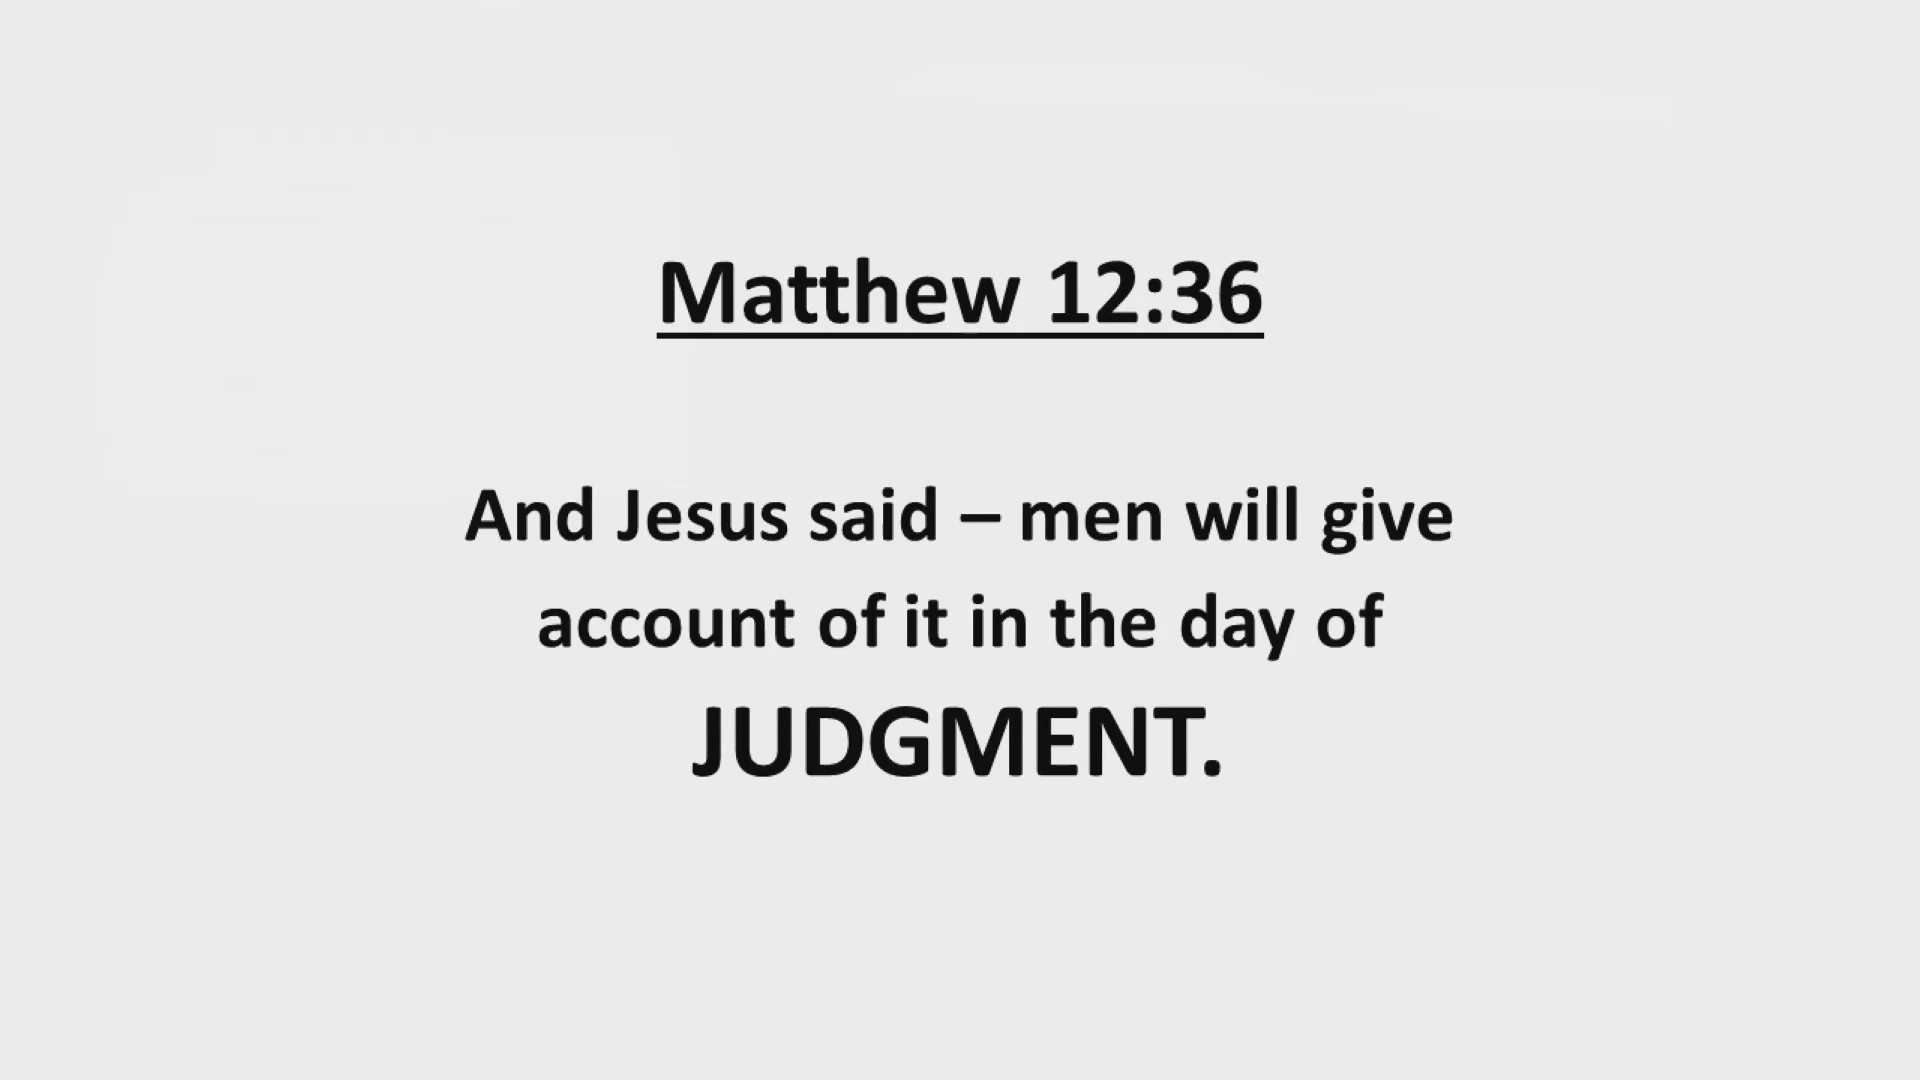 Matthew 12:36
And Jesus said – men will give
account of it in the day of
JUDGMENT.